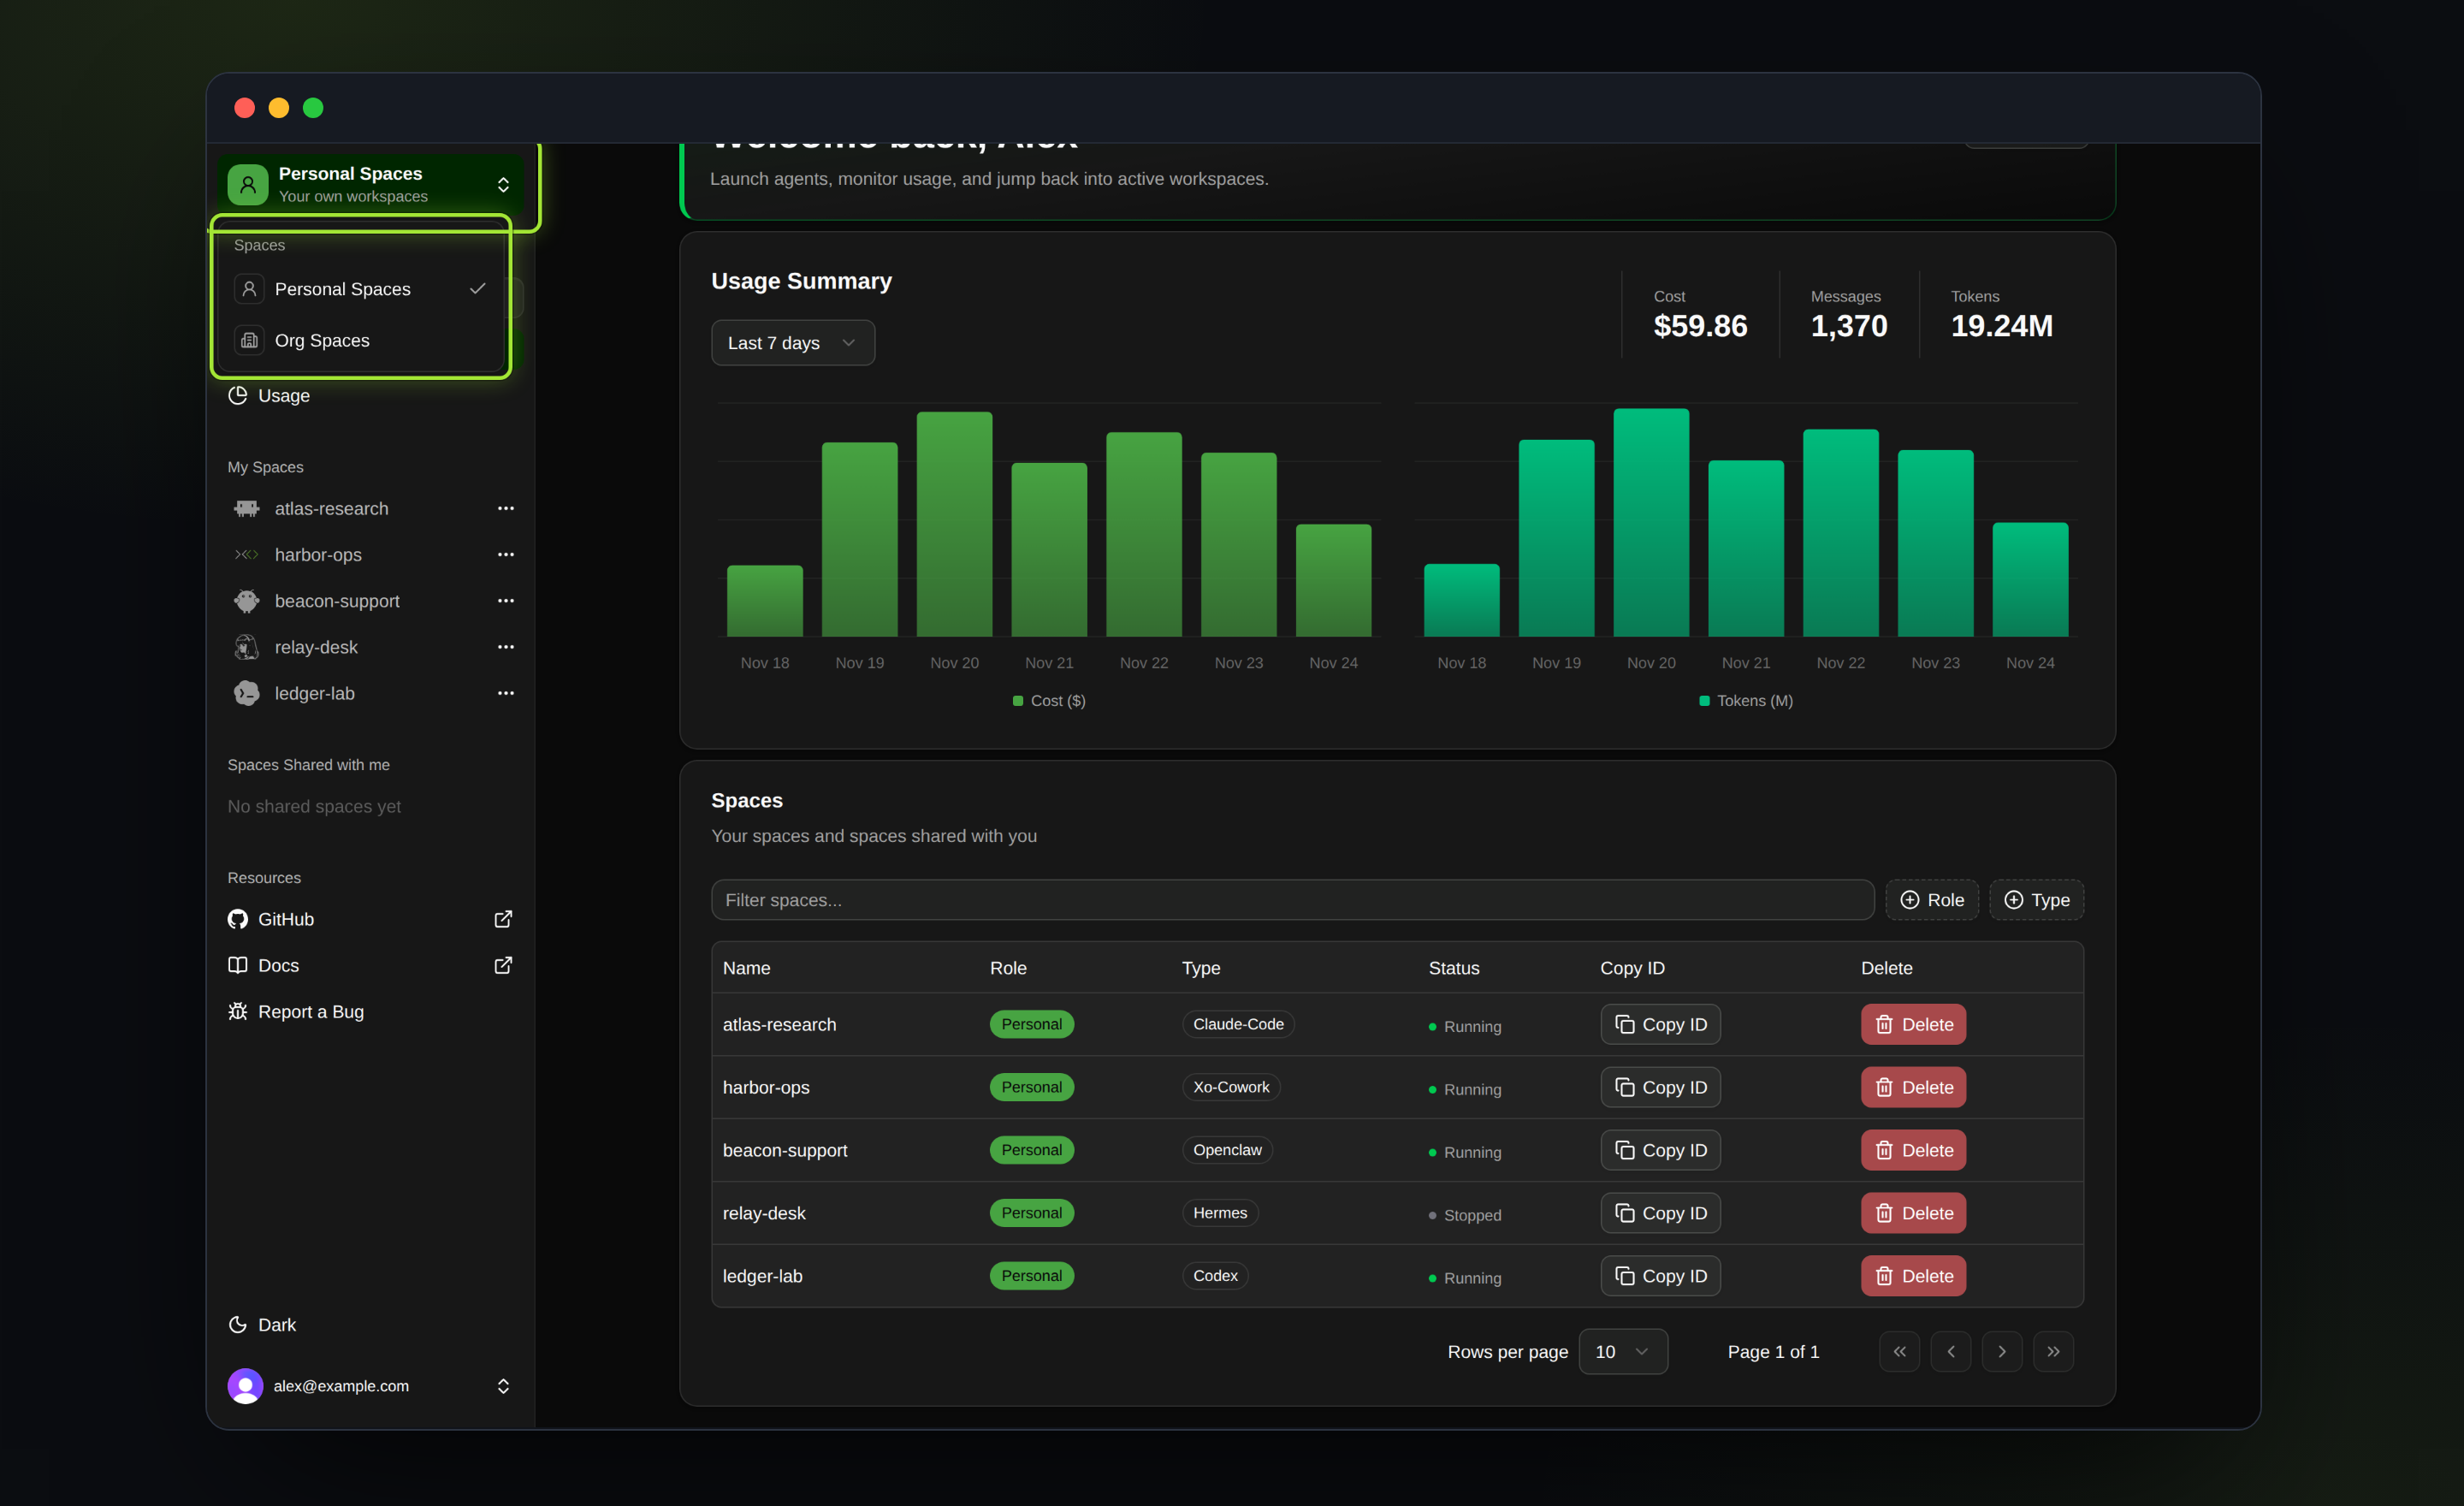 Personal Spaces
Your own workspaces
Spaces
Personal Spaces
Org Spaces
Usage
My Spaces
atlas-research
harbor-ops
beacon-support
relay-desk
ledger-lab
Spaces Shared with me
No shared spaces yet
Resources
GitHub
Docs
Report a Bug
Dark
alex@example.com
Welcome back, Alex
Launch agents, monitor usage, and jump back into active workspaces.
Usage Summary
Last 7 days
Cost
$59.86
Messages
1,370
Tokens
19.24M
Nov 18 Nov 19 Nov 20 Nov 21 Nov 22 Nov 23 Nov 24
Cost ($)
Nov 18 Nov 19 Nov 20 Nov 21 Nov 22 Nov 23 Nov 24
Tokens (M)
Spaces
Your spaces and spaces shared with you
Filter spaces... Role Type
Name Role Type Status Copy ID Delete
atlas-research Personal Claude-Code Running Copy ID Delete
harbor-ops Personal Xo-Cowork Running Copy ID Delete
beacon-support Personal Openclaw Running Copy ID Delete
relay-desk Personal Hermes Stopped Copy ID Delete
ledger-lab Personal Codex Running Copy ID Delete
Rows per page 10 Page 1 of 1